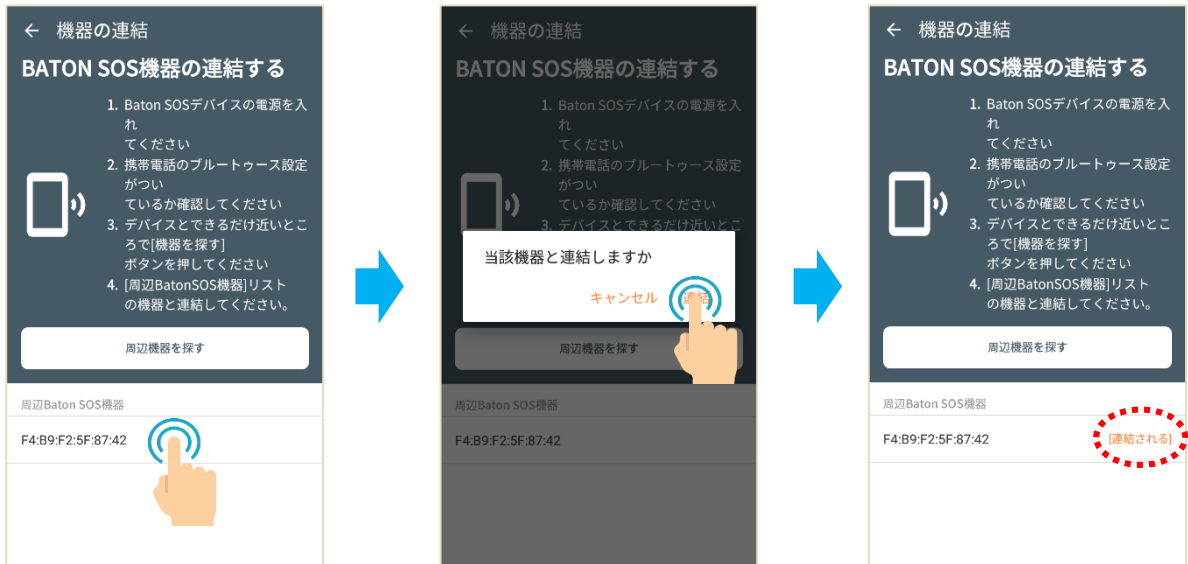 ← 機器の連結
BATON SOS機器の連結する
1. Baton SOSデバイスの電源を入
れ
てください
2. 携帯電話のブルートゥース設定
がつい
ているか確認してください
3. デバイスとできるだけ近いとこ
ろで[機器を探す]
ボタンを押してください
4. [周辺BatonSOS機器]リスト
の機器と連結してください。
周辺機器を探す
周辺Baton SOS機器
F4:B9:F2:5F:87:42
← 機器の連結
BATON SOS機器の連結する
1. Baton SOSデバイスの電源を入
れ
てください
2. 携帯電話のブルートゥース設定
がつい
ているか確認してください
3. デバイスとできるだけ近いとこ
当該機器と連結しますか
キャンセル 連結
周辺機器を探す
周辺Baton SOS機器
F4:B9:F2:5F:87:42
← 機器の連結
BATON SOS機器の連結する
1. Baton SOSデバイスの電源を入
れ
てください
2. 携帯電話のブルートゥース設定
がつい
ているか確認してください
3. デバイスとできるだけ近いとこ
ろで[機器を探す]
ボタンを押してください
4. [周辺BatonSOS機器]リスト
の機器と連結してください。
周辺機器を探す
周辺Baton SOS機器
F4:B9:F2:5F:87:42 [連結される]